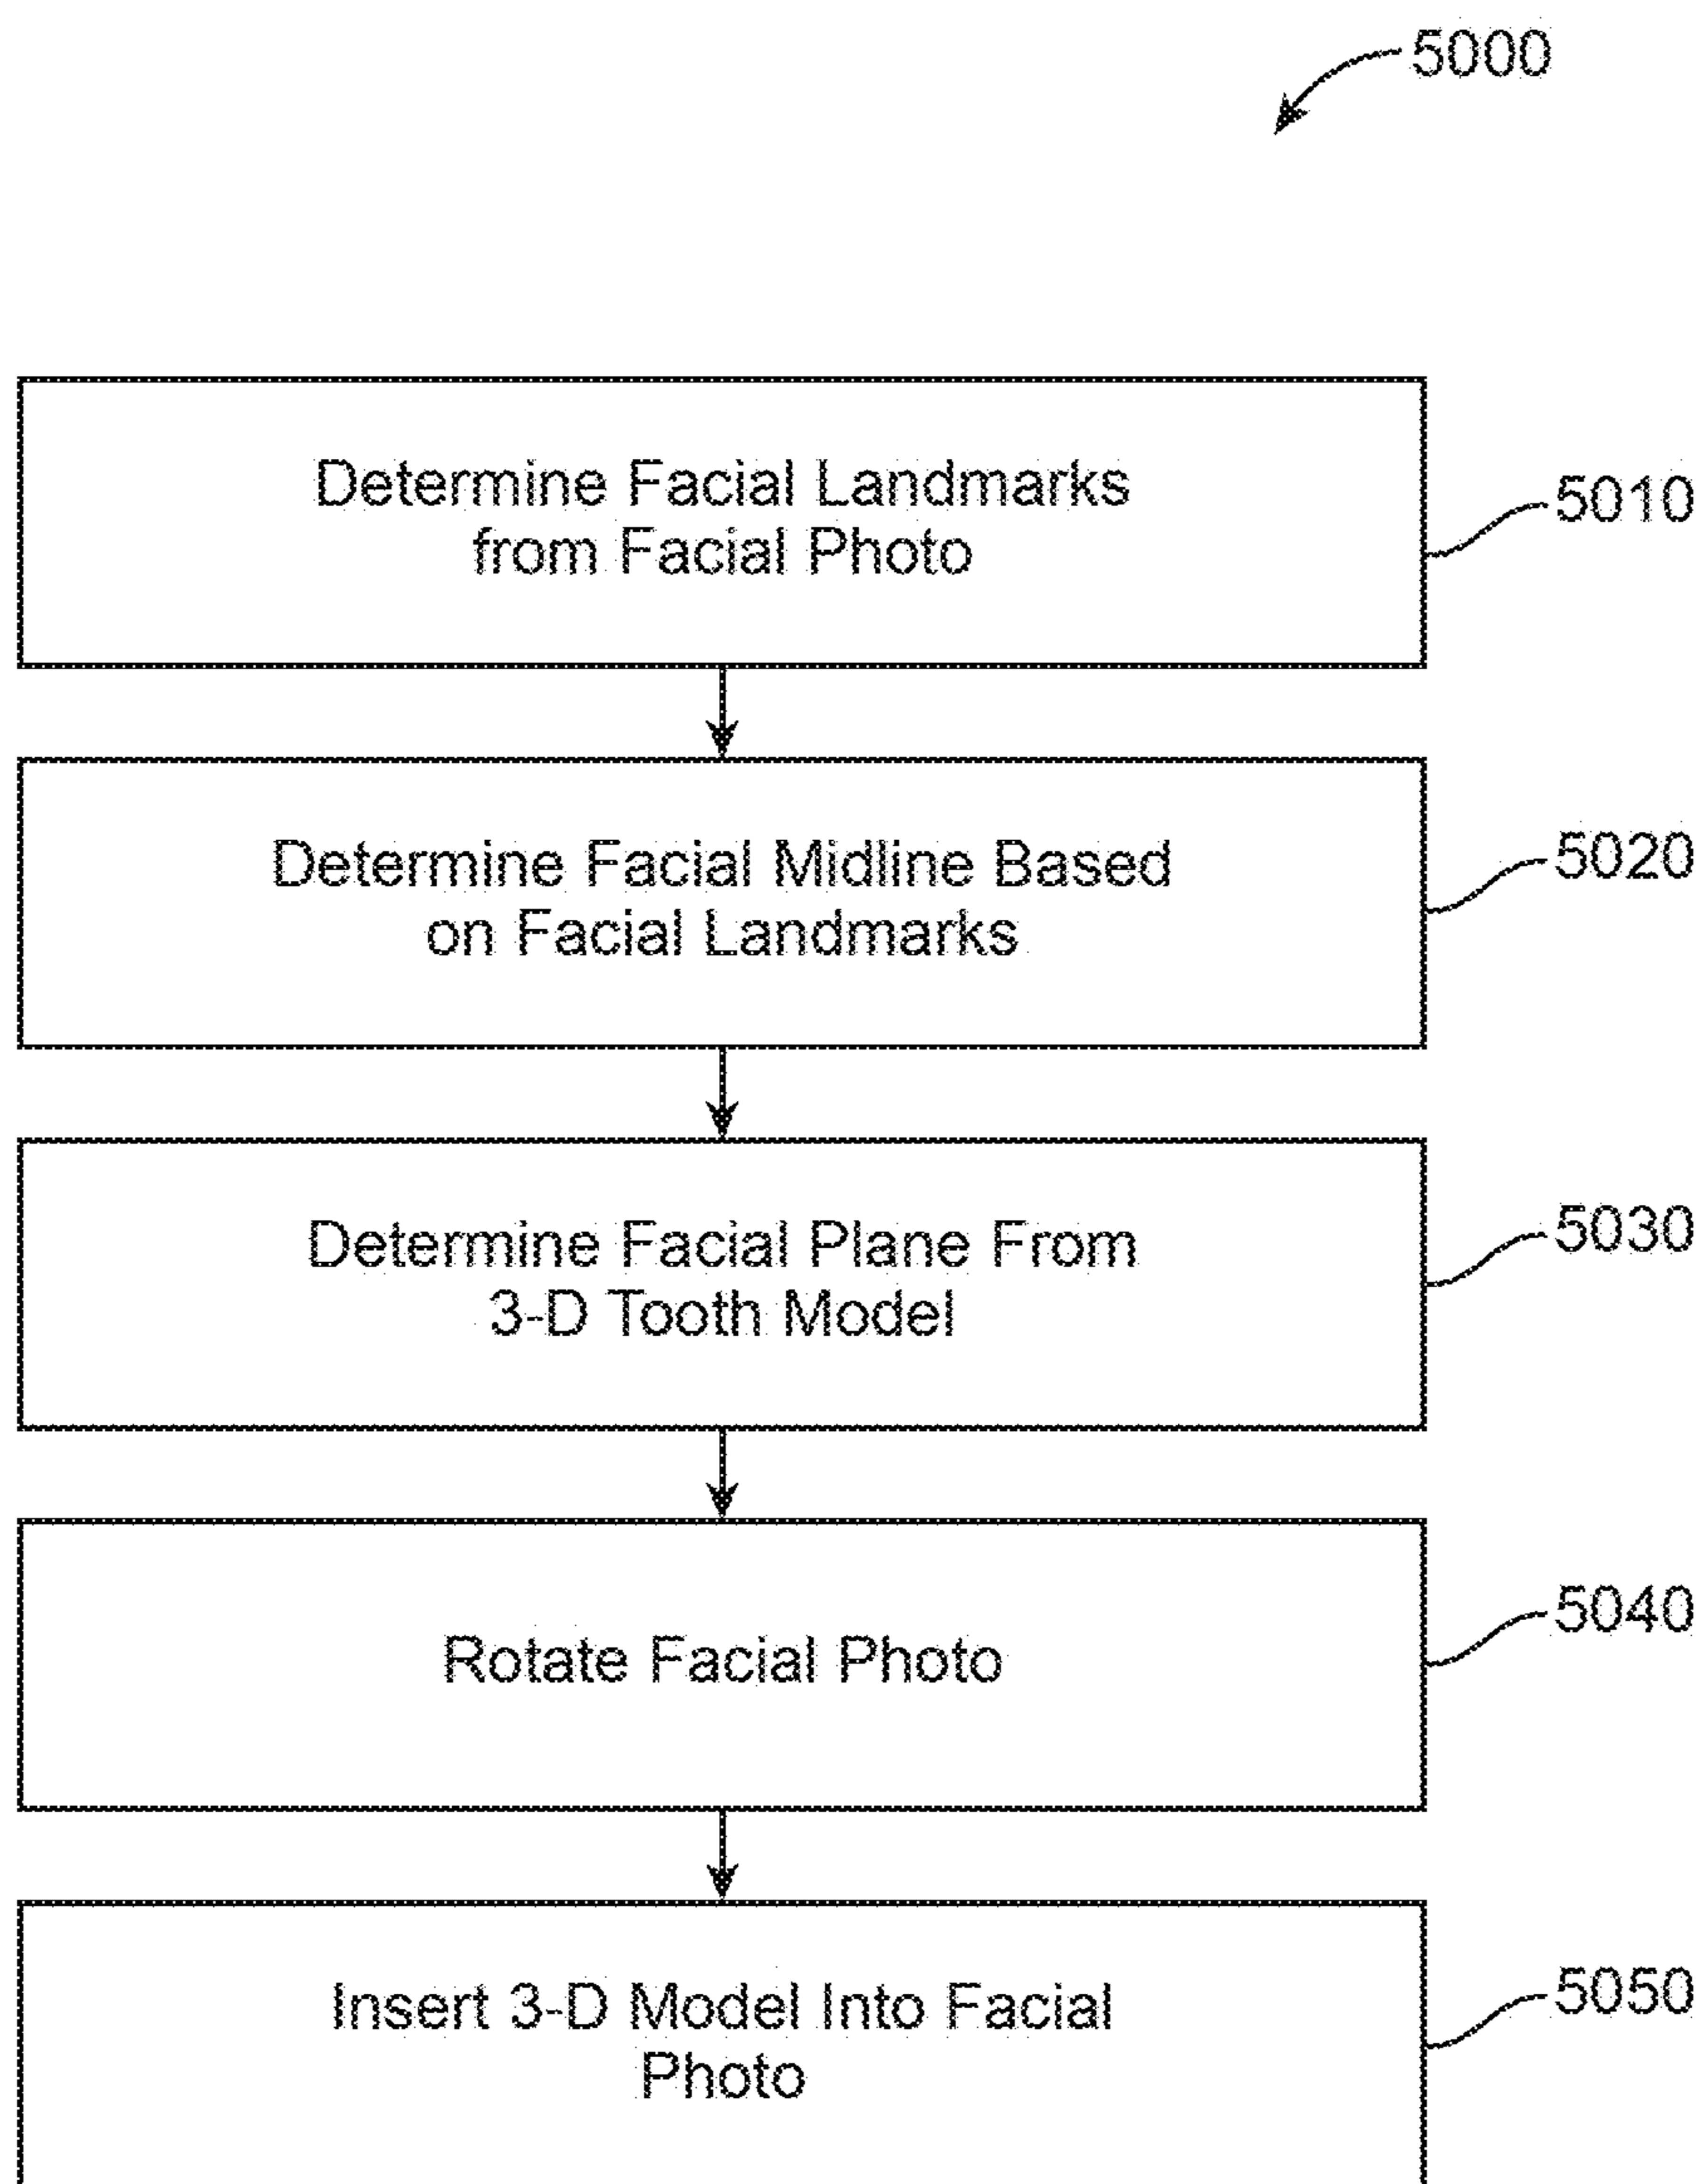 5000
Determine Facial Landmarks
from Facial Photo
5010
Determine Facial Midline Based
on Facial Landmarks
5020
Determine Facial Plane From
3-D Tooth Model
5030
Rotate Facial Photo
5040
Insert 3-D Model Into Facial
Photo
5050